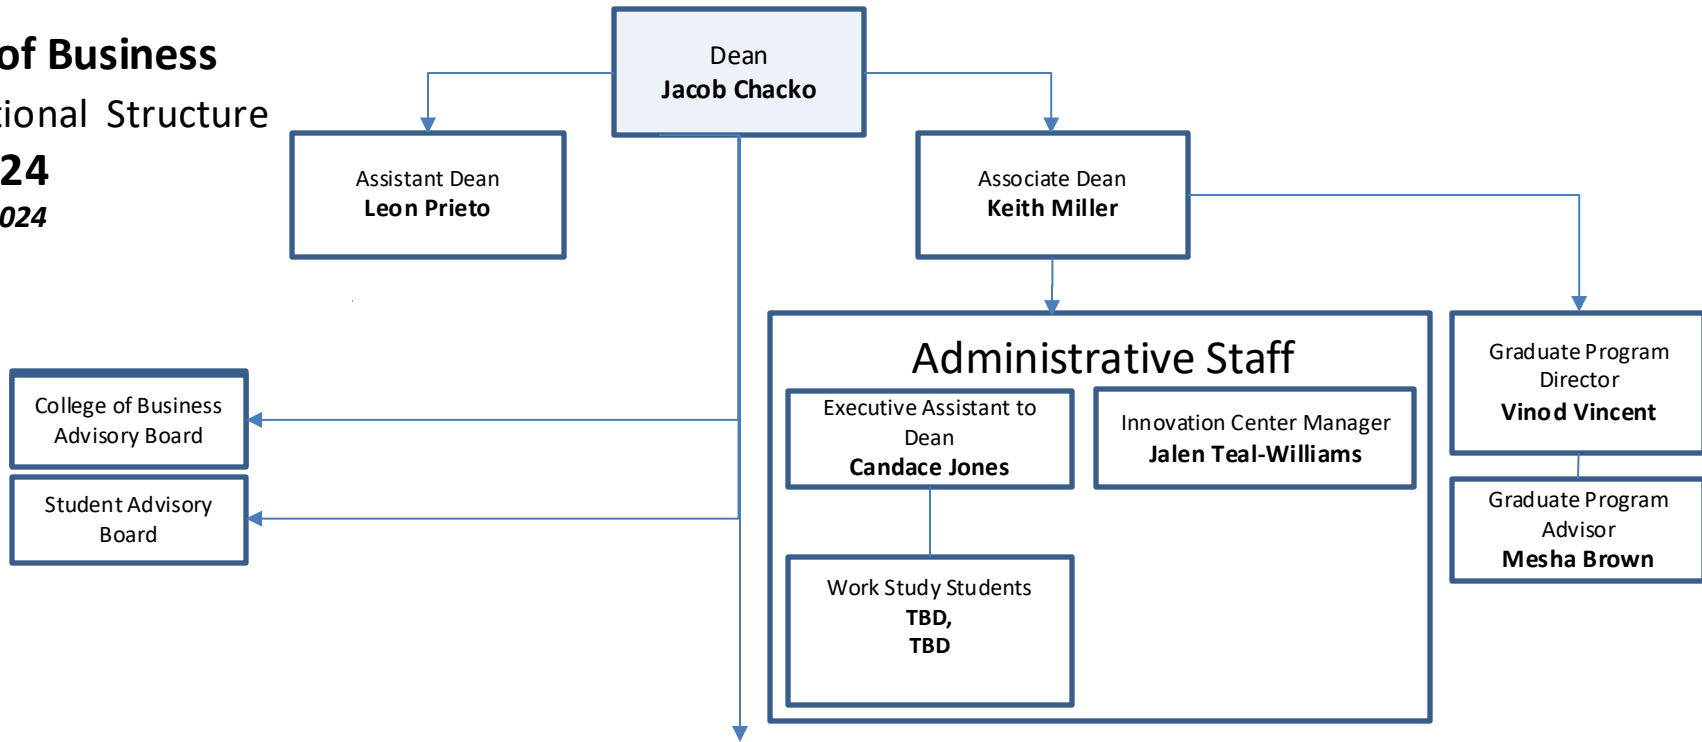 of Business
tional Structure
24
024
Dean
Jacob Chacko
Assistant Dean
Leon Prieto
Associate Dean
Keith Miller
College of Business
Advisory Board
Student Advisory
Board
Administrative Staff
Executive Assistant to
Dean
Candace Jones
Innovation Center Manager
Jalen Teal-Williams
Work Study Students
TBD,
TBD
Graduate Program
Director
Vinod Vincent
Graduate Program
Advisor
Mesha Brown